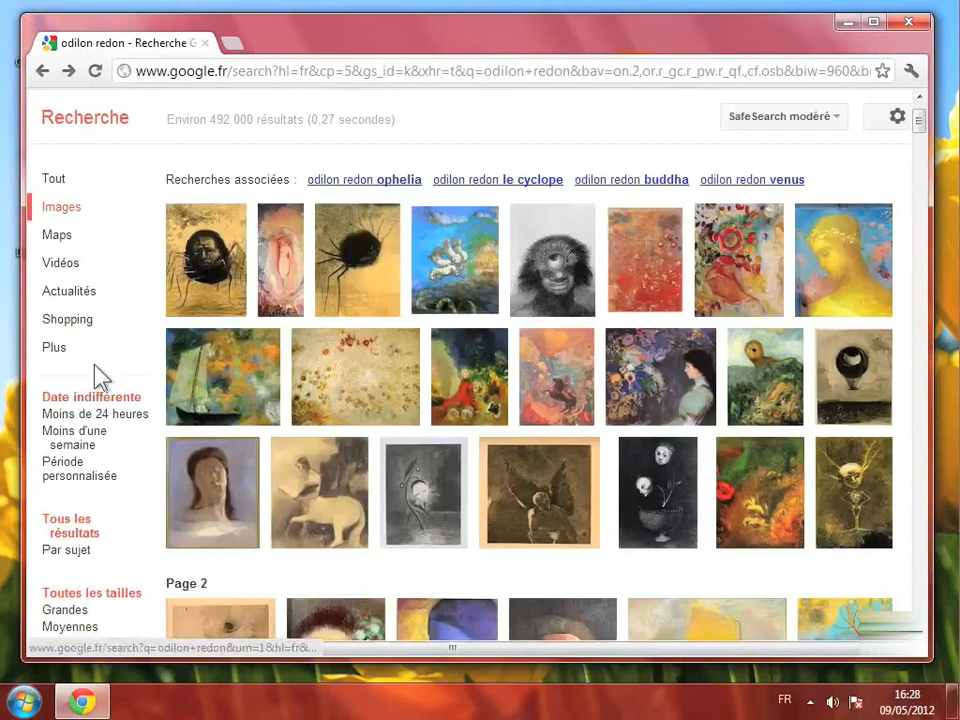 odilon redon - Recherche G
www.google.fr/search?hl=fr&cp=5&gs_id=k&xhr=t&q=odilon+redon&bav=on.2,or.r_gc.r_pw.r_qf.,cf.osb&biw=960&b
Recherche
Environ 492 000 résultats (0,27 secondes)
SafeSearch modéré
Tout
Images
Maps
Vidéos
Actualités
Shopping
Plus
Date indifférente
Moins de 24 heures
Moins d'une
semaine
Période
personnalisée
Tous les
résultats
Par sujet
Toutes les tailles
Grandes
Moyennes
Recherches associées : odilon redon ophelia odilon redon le cyclope odilon redon buddha odilon redon venus
Page 2
www.google.fr/search?q=odilon+redon&um=1&hl=fr&...
FR
16:28
09/05/2012